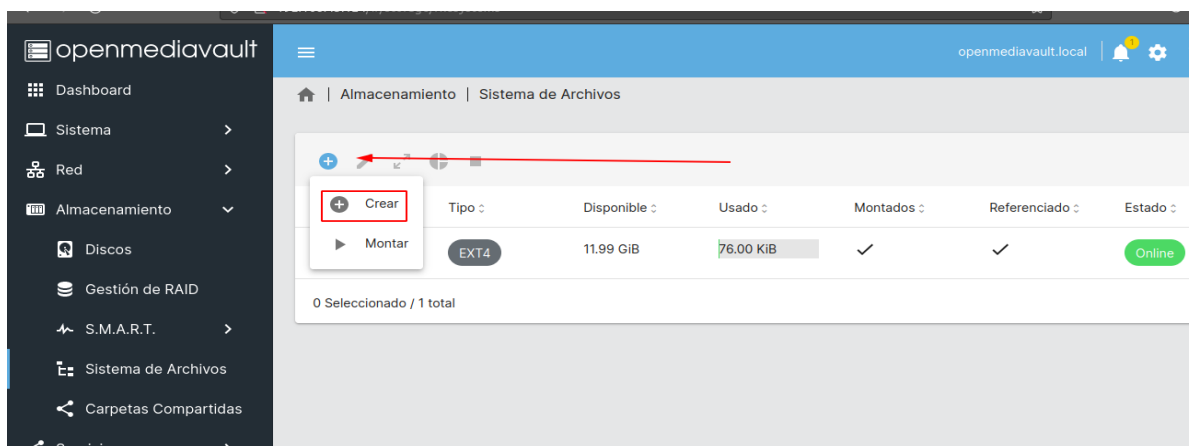 openmediavault
openmediavault.local
1
Dashboard
Almacenamiento | Sistema de Archivos
Sistema
Red
Almacenamiento
Crear
Tipo
Disponible
Usado
Montados
Referenciado
Estado
Discos
Montar
EXT4
11.99 GiB
76.00 KiB
Online
Gestión de RAID
0 Seleccionado / 1 total
S.M.A.R.T.
Sistema de Archivos
Carpetas Compartidas